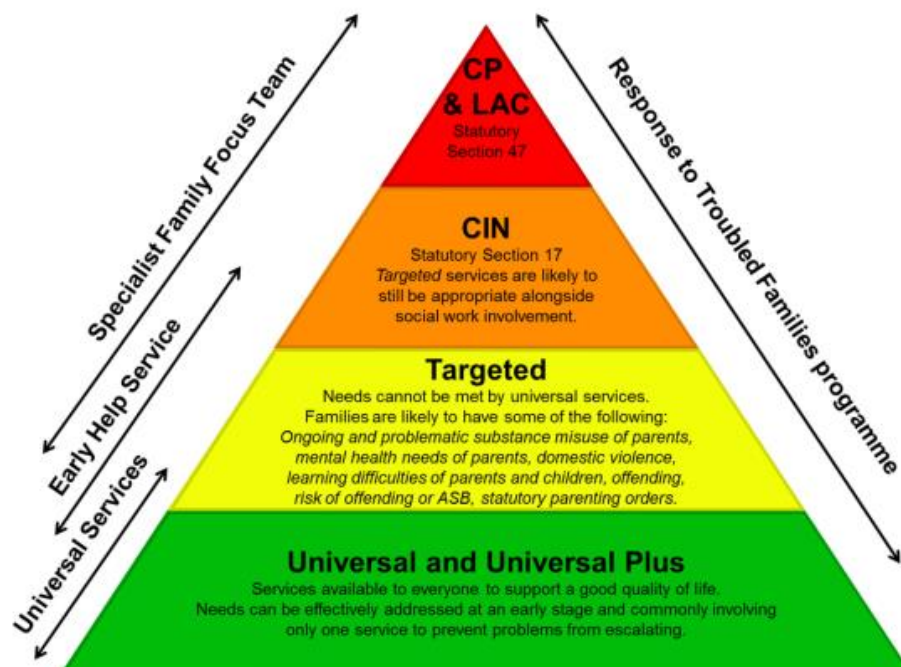 CP
& LAC
Statutory
Section 47
CIN
Statutory Section 17
Targeted services are likely to
still be appropriate alongside
social work involvement.
Targeted
Needs cannot be met by universal services.
Families are likely to have some of the following:
Ongoing and problematic substance misuse of parents,
mental health needs of parents, domestic violence,
learning difficulties of parents and children, offending,
risk of offending or ASB, statutory parenting orders.
Universal and Universal Plus
Services available to everyone to support a good quality of life.
Needs can be effectively addressed at an early stage and commonly involving
only one service to prevent problems from escalating.
Specialist Family Focus Team
Early Help Service
Universal Services
Response to Troubled Families programme